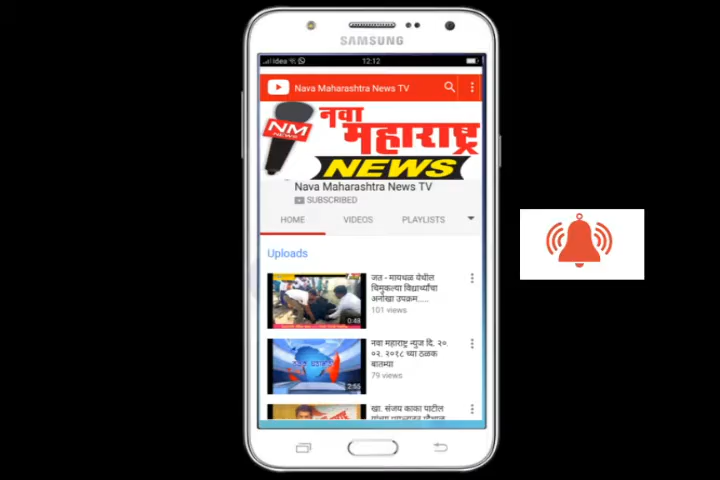 SAMSUNG
Idea
12:12
Nava Maharashtra News TV
NM
NEWS
नवा
महाराष्ट्र
NEWS
Nava Maharashtra News TV
SUBSCRIBED
HOME VIDEOS PLAYLISTS
Uploads
जत - मायथळ येथील
चिमुकल्या विद्यार्थ्यांचा
अनोखा उपक्रम.....
101 views
0:48
नवा महाराष्ट्र न्युज दि. २०.
०२. २०१८ च्या ठळक
बातम्या
79 views
2:55
खा. संजय काका पाटील